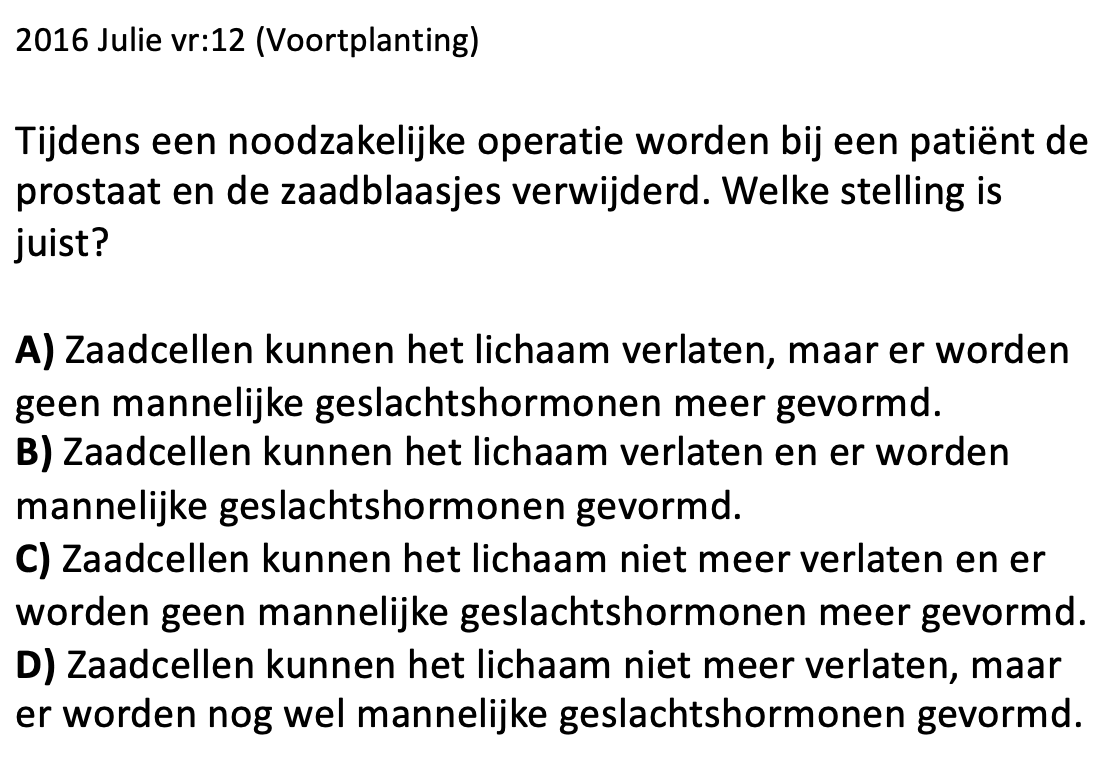 2016 Julie vr:12 (Voortplanting)
Tijdens een noodzakelijke operatie worden bij een patiënt de
prostaat en de zaadblaasjes verwijderd. Welke stelling is
juist?
A) Zaadcellen kunnen het lichaam verlaten, maar er worden
geen mannelijke geslachtshormonen meer gevormd.
B) Zaadcellen kunnen het lichaam verlaten en er worden
mannelijke geslachtshormonen gevormd.
C) Zaadcellen kunnen het lichaam niet meer verlaten en er
worden geen mannelijke geslachtshormonen meer gevormd.
D) Zaadcellen kunnen het lichaam niet meer verlaten, maar
er worden nog wel mannelijke geslachtshormonen gevormd.